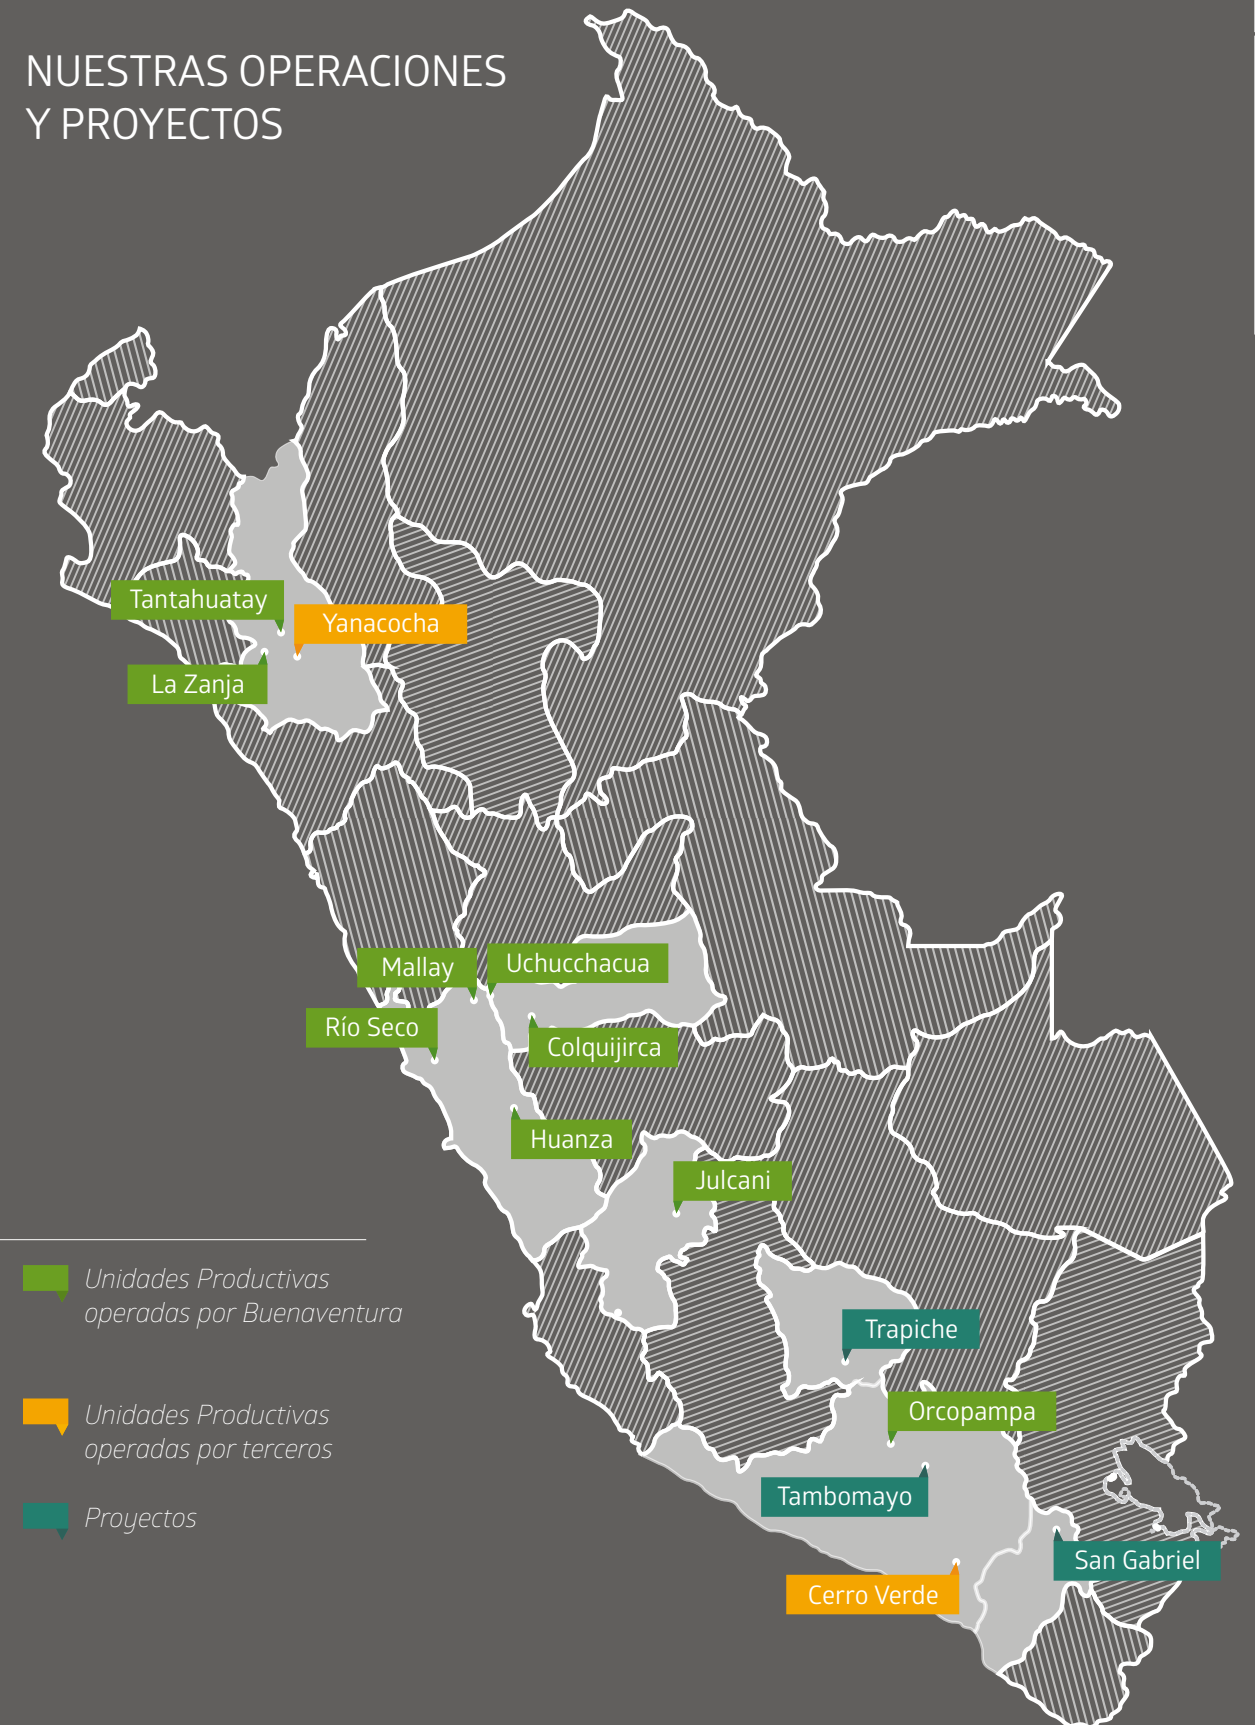 NUESTRAS OPERACIONES
Y PROYECTOS
Tantahuatay
Yanacocha
La Zanja
Mallay
Uchucchacua
Río Seco
Colquijirca
Huanza
Julcani
Unidades Productivas
operadas por Buenaventura
Trapiche
Orcopampa
Unidades Productivas
operadas por terceros
Tambomayo
Proyectos
San Gabriel
Cerro Verde